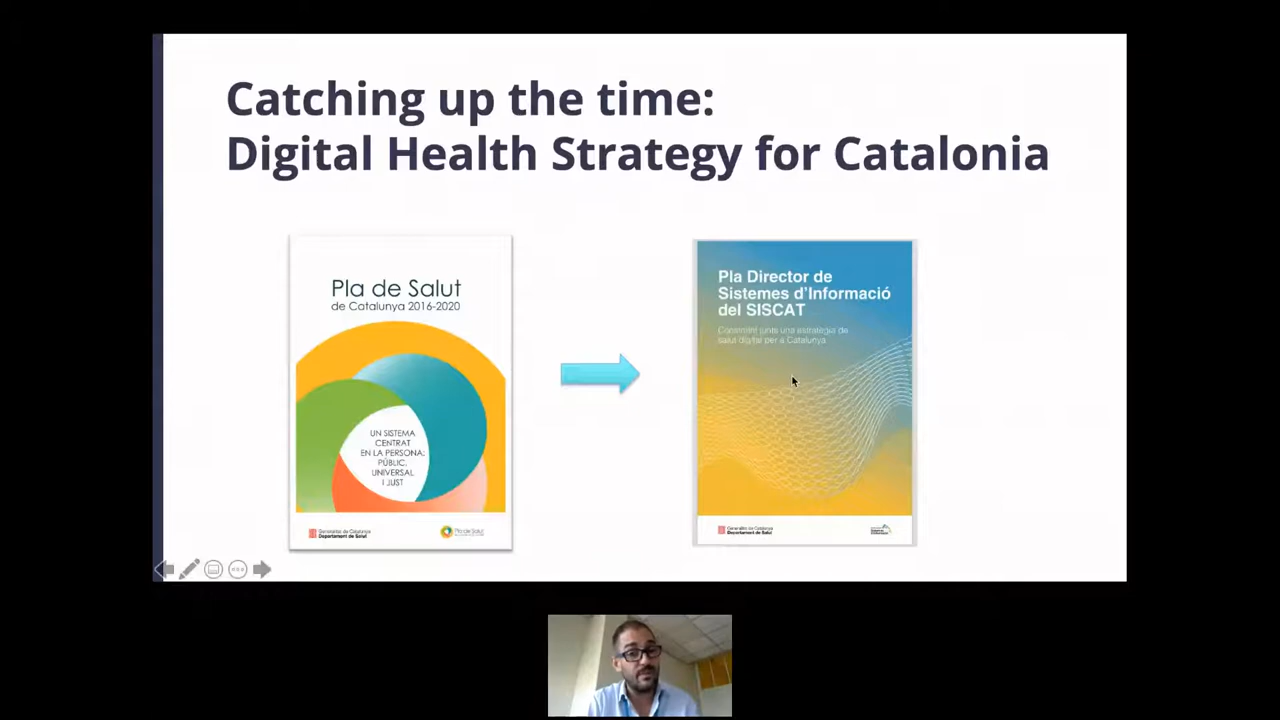 Catching up the time:
Digital Health Strategy for Catalonia
Pla de Salut
de Catalunya 2016-2020
UN SISTEMA
CENTRAT
EN LA PERSONA:
PÚBLIC,
UNIVERSAL
I JUST
Generalitat de Catalunya
Departament de Salut
Pla de Salut
Pla Director de
Sistemes d'Informació
del SISCAT
Construint junts una estratègia de
salut digital per a Catalunya
Generalitat de Catalunya
Departament de Salut